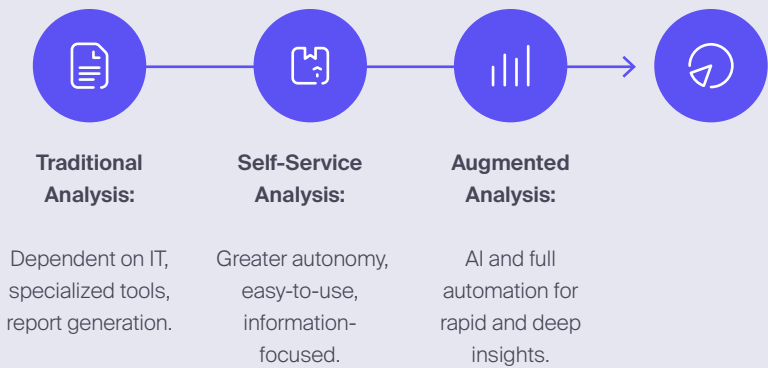 Traditional
Analysis:
Dependent on IT,
specialized tools,
report generation.
Self-Service
Analysis:
Greater autonomy,
easy-to-use,
information-
focused.
Augmented
Analysis:
AI and full
automation for
rapid and deep
insights.